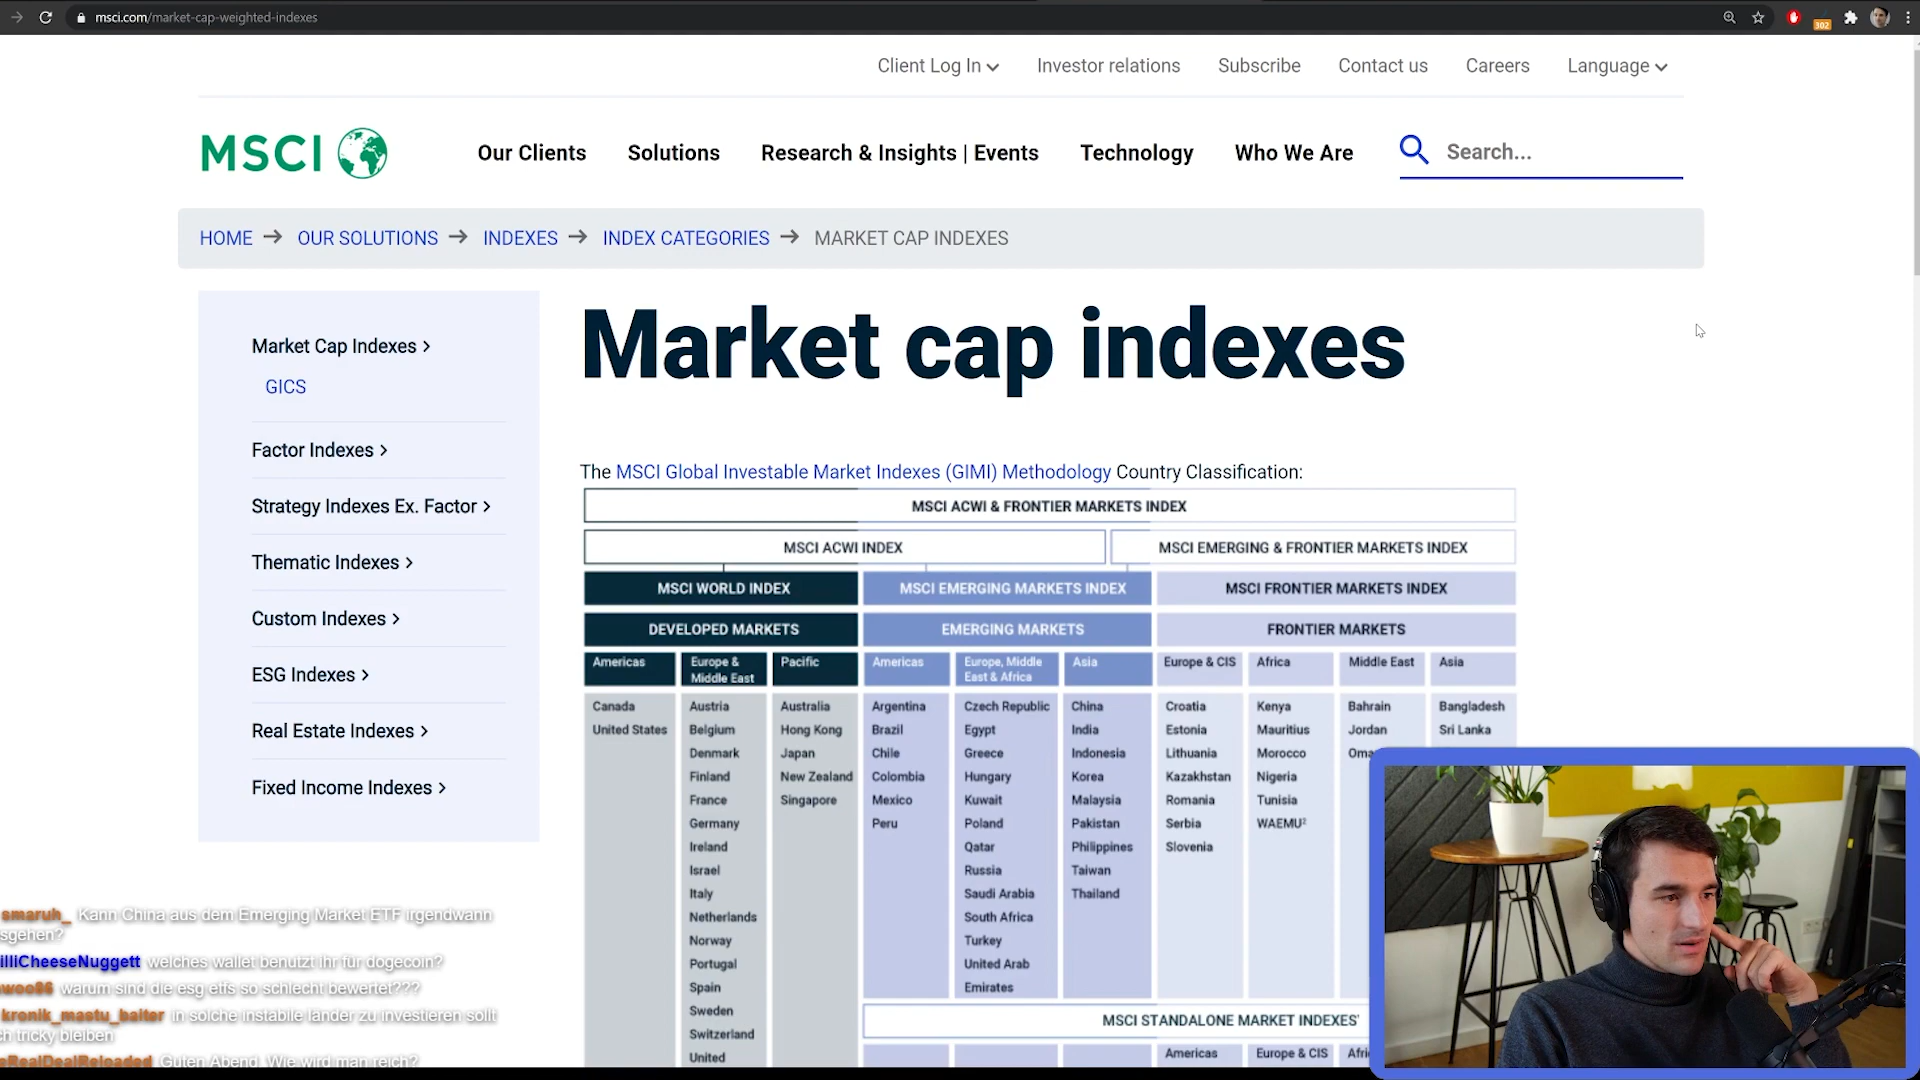 msci.com/market-cap-weighted-indexes
302
Client Log In
Investor relations
Subscribe
Contact us
Careers
Language
MSCI
Our Clients
Solutions
Research & Insights | Events
Technology
Who We Are
Search...
HOME
OUR SOLUTIONS
INDEXES
INDEX CATEGORIES
MARKET CAP INDEXES
Market Cap Indexes
GICS
Factor Indexes
Strategy Indexes Ex. Factor
Thematic Indexes
Custom Indexes
ESG Indexes
Real Estate Indexes
Fixed Income Indexes
Market cap indexes
The MSCI Global Investable Market Indexes (GIMI) Methodology Country Classification:
MSCI ACWI & FRONTIER MARKETS INDEX
MSCI ACWI INDEX
MSCI EMERGING & FRONTIER MARKETS INDEX
MSCI WORLD INDEX
MSCI EMERGING MARKETS INDEX
MSCI FRONTIER MARKETS INDEX
DEVELOPED MARKETS
EMERGING MARKETS
FRONTIER MARKETS
Americas
Canada
United States
Europe &
Middle East
Austria
Belgium
Denmark
Finland
France
Germany
Ireland
Israel
Italy
Netherlands
Norway
Portugal
Spain
Sweden
Switzerland
United
Pacific
Australia
Hong Kong
Japan
New Zealand
Singapore
Americas
Argentina
Brazil
Chile
Colombia
Mexico
Peru
Europe, Middle
East & Africa
Czech Republic
Egypt
Greece
Hungary
Kuwait
Poland
Qatar
Russia
Saudi Arabia
South Africa
Turkey
United Arab
Emirates
Asia
China
India
Indonesia
Korea
Malaysia
Pakistan
Philippines
Taiwan
Thailand
Europe & CIS
Croatia
Estonia
Lithuania
Kazakhstan
Romania
Serbia
Slovenia
Africa
Kenya
Mauritius
Morocco
Nigeria
Tunisia
WAEMU²
Middle East
Bahrain
Jordan
Oma
Asia
Bangladesh
Sri Lanka
MSCI STANDALONE MARKET INDEXES¹
Americas
Europe & CIS
Afri
smaruh_ Kann China aus dem Emerging Market ETF irgendwann
sgehen?
illiCheeseNuggett welches wallet benutzt ihr für dogecoin?
woo86 warum sind die esg etfs so schlecht bewertet???
kronik_mastu_baiter in solche instabile länder zu investieren sollt
ch tricky bleiben
eRealDealReloaded Guten Abend. Wie wird man reich?